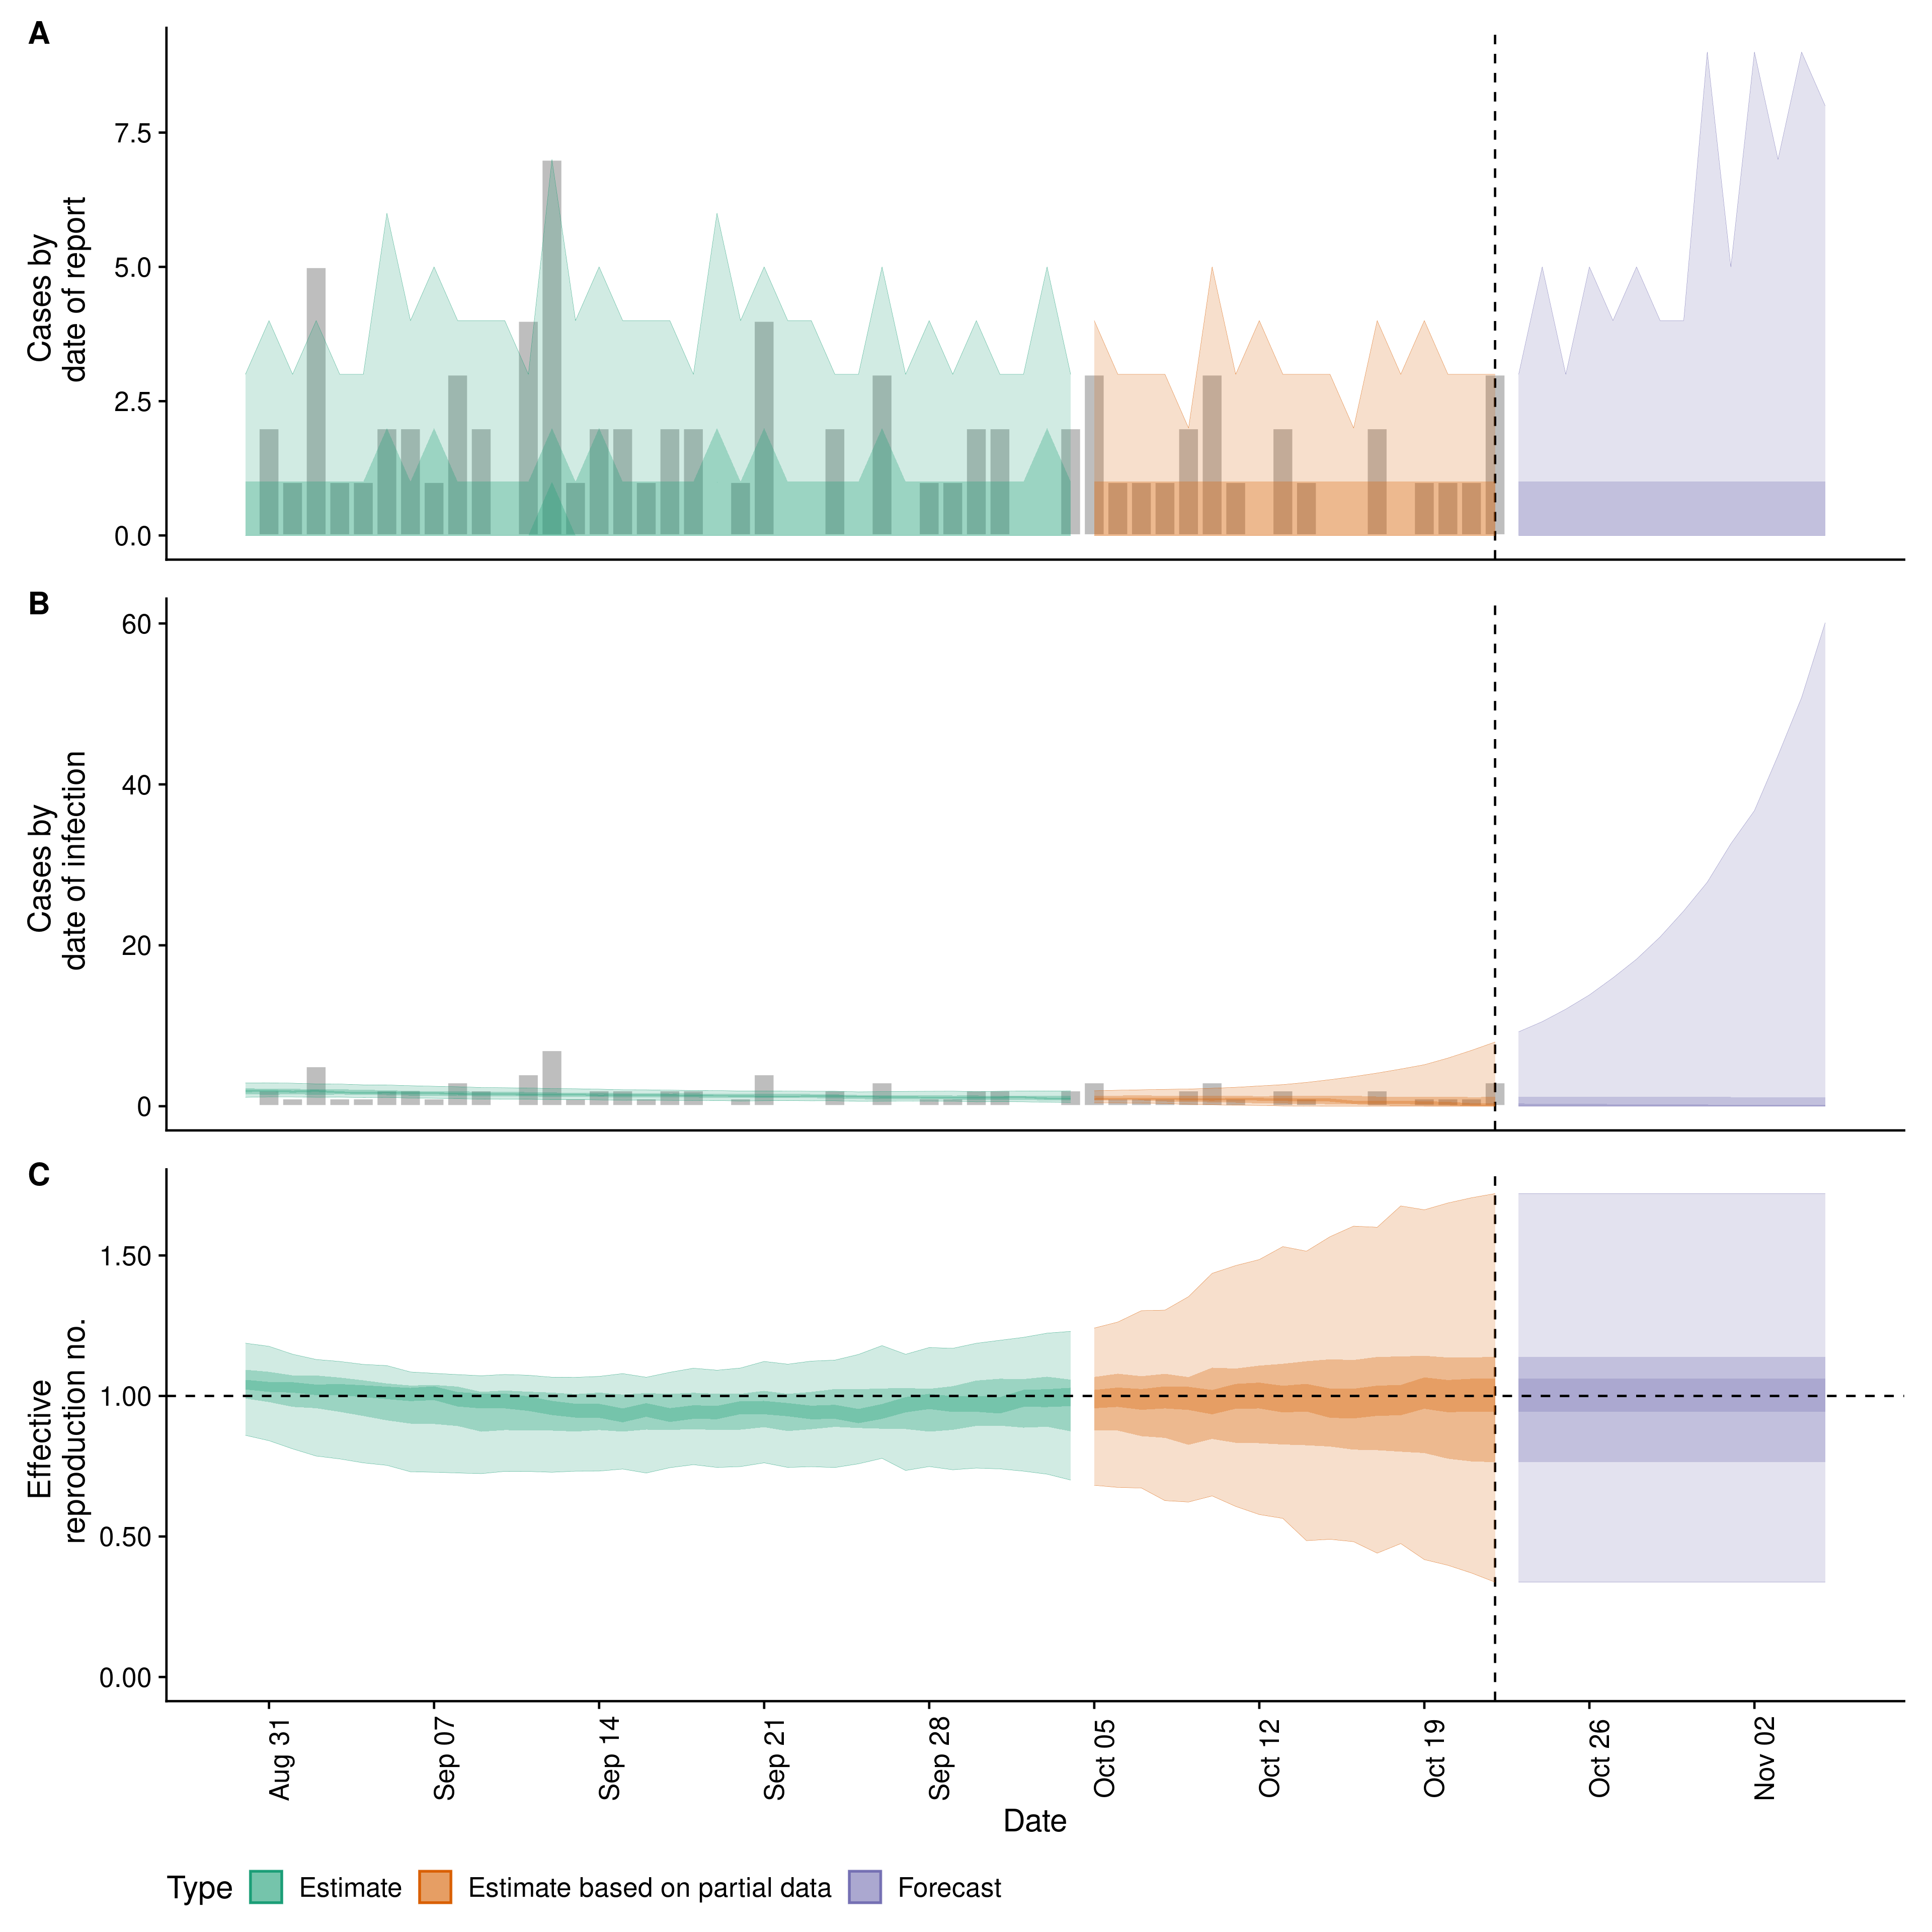 A
Cases by
date of report
7.5
5.0
2.5
0.0
B
Cases by
date of infection
60
40
20
0
C
Effective
reproduction no.
1.50
1.00
0.50
0.00
Aug 31
Sep 07
Sep 14
Sep 21
Sep 28
Oct 05
Oct 12
Oct 19
Oct 26
Nov 02
Date
Type Estimate Estimate based on partial data Forecast